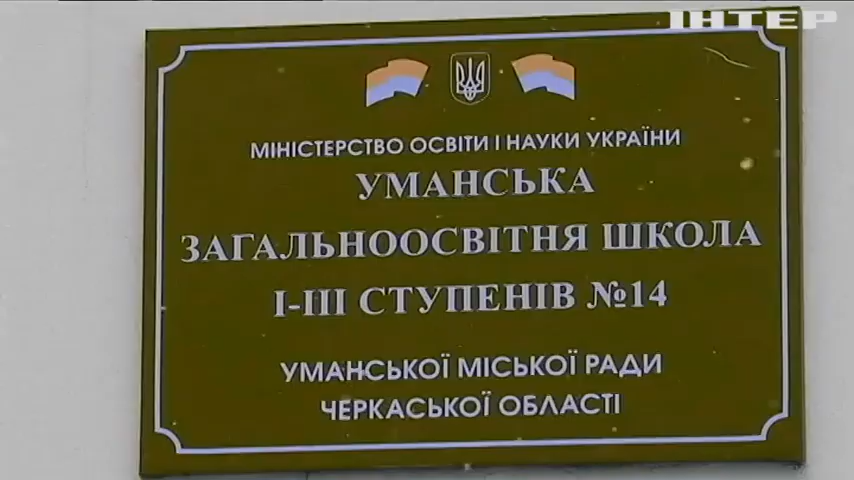 ІНТЕР
МІНІСТЕРСТВО ОСВІТИ І НАУКИ УКРАЇНИ
УМАНСЬКА
ЗАГАЛЬНООСВІТНЯ ШКОЛА
І-ІІІ СТУПЕНІВ №14
УМАНСЬКОЇ МІСЬКОЇ РАДИ
ЧЕРКАСЬКОЇ ОБЛАСТІ